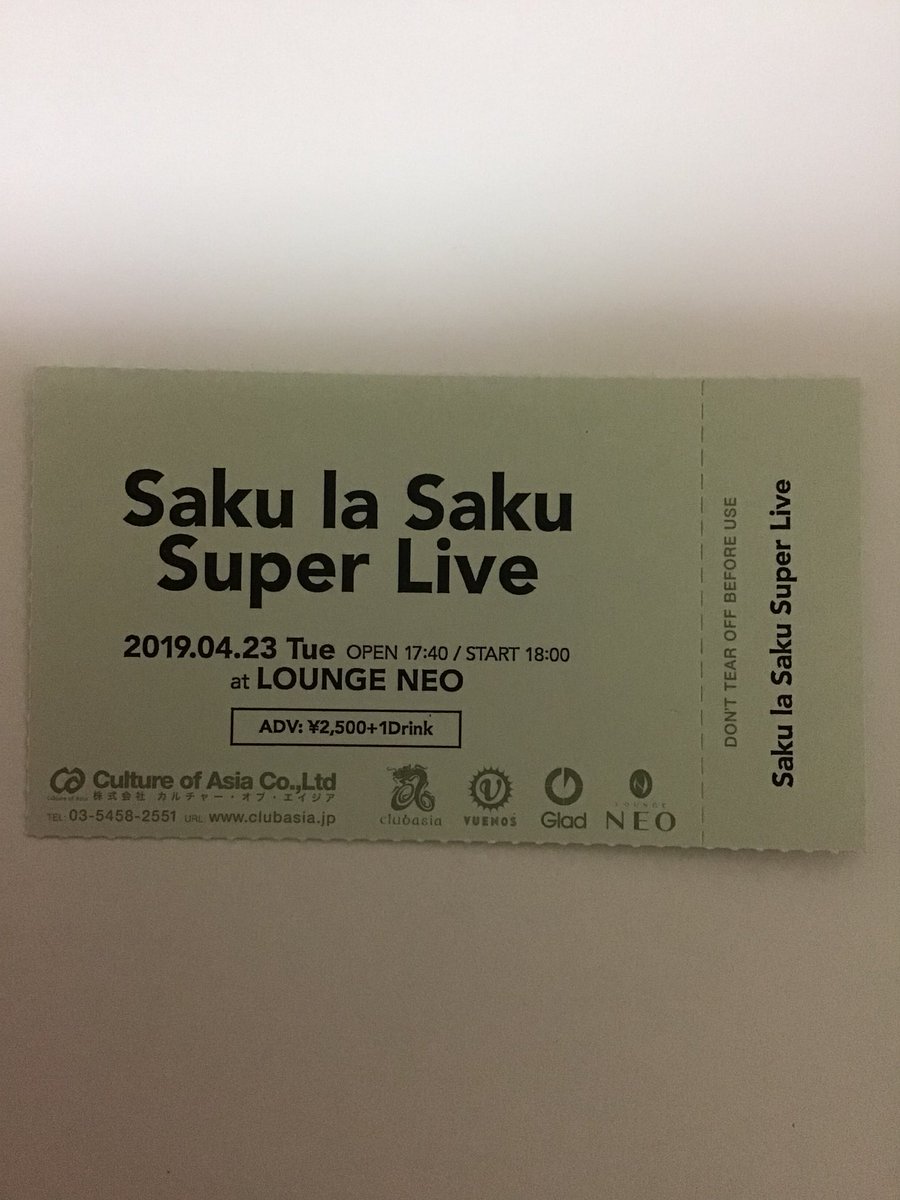 Saku la Saku
Super Live
2019.04.23 Tue OPEN 17:40 / START 18:00
at LOUNGE NEO
ADV: ¥2,500+1Drink
Culture of Asia Co.,Ltd
Culture of Asia
株式会社 カルチャー・オブ・エイジア
TEL 03-5458-2551 URL www.clubasia.jp
clubasia
VUENOS
Glad
LOUNGE
NEO
DON'T TEAR OFF BEFORE USE
Saku la Saku Super Live